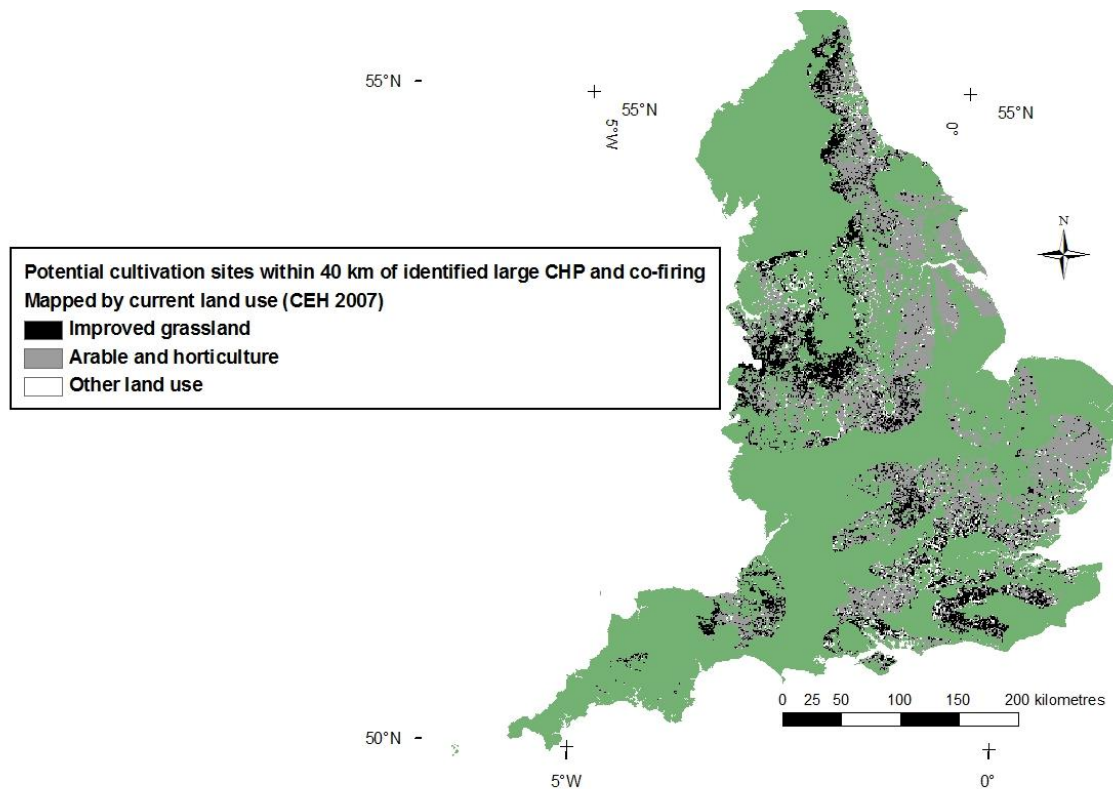 55°N
55°N
5°W
0°
55°N
N
Potential cultivation sites within 40 km of identified large CHP and co-firing
Mapped by current land use (CEH 2007)
Improved grassland
Arable and horticulture
Other land use
0 25 50 100 150 200 kilometres
50°N
5°W
0°